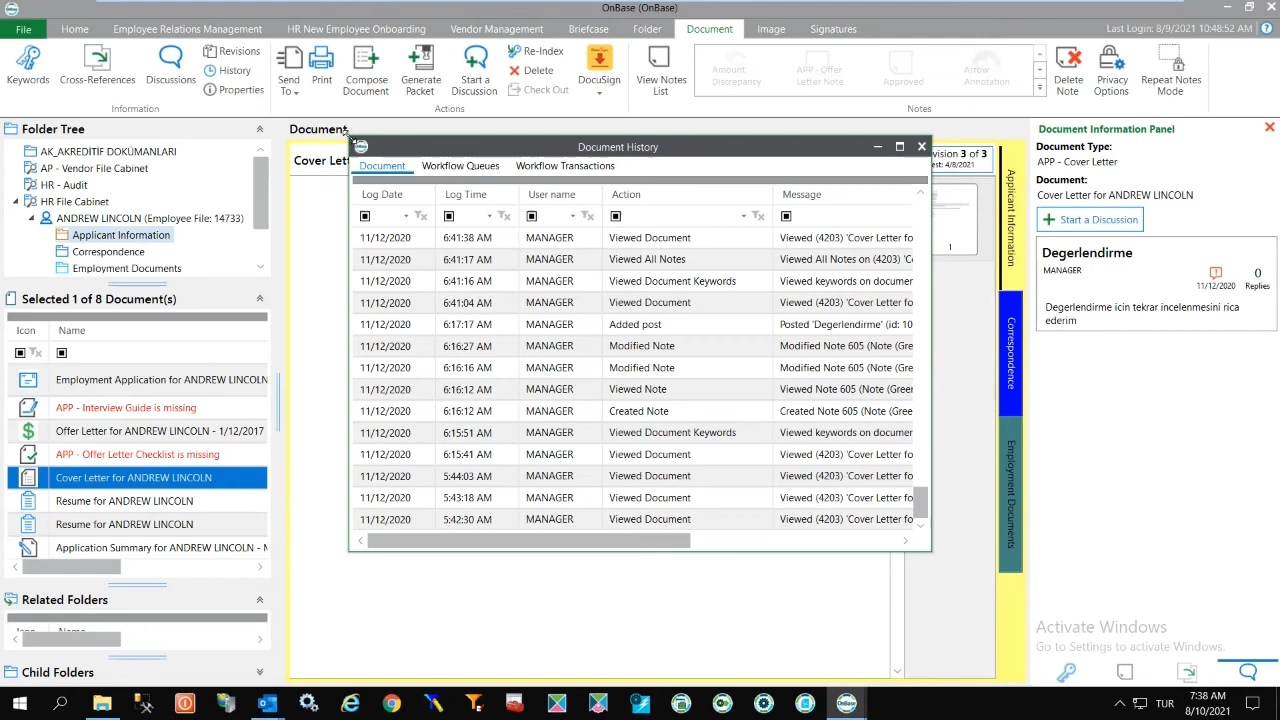 OnBase (OnBase)
File
Home
Employee Relations Management
HR New Employee Onboarding
Vendor Management
Briefcase
Folder
Document
Image
Signatures
Last Login: 8/9/2021 10:48:52 AM
Keywords
Cross-References
Discussions
Revisions
History
Properties
Information
Send To
Print
Compose Document
Generate Packet
Start a Discussion
Re-Index
Delete
Check Out
DocuSign
Actions
View Notes List
Amount Discrepancy
APP - Offer Letter Note
Approved
Arrow Annotation
Delete Note
Privacy Options
Repeat Notes Mode
Notes
Folder Tree
AK_AKREDİTİF DOKÜMANLARI
AP - Vendor File Cabinet
HR - Audit
HR File Cabinet
ANDREW LINCOLN (Employee File: 14733)
Applicant Information
Correspondence
Employment Documents
Selected 1 of 8 Document(s)
Icon Name
Employment Application for ANDREW LINCOLN
APP - Interview Guide is missing
Offer Letter for ANDREW LINCOLN - 1/12/2017
APP - Offer Letter Checklist is missing
Cover Letter for ANDREW LINCOLN
Resume for ANDREW LINCOLN
Resume for ANDREW LINCOLN
Application Summary for ANDREW LINCOLN -
Related Folders
Child Folders
Document
Cover Lett
Document History
Document Workflow Queues Workflow Transactions
Log Date Log Time User name Action Message
11/12/2020 6:41:38 AM MANAGER Viewed Document Viewed (4203) 'Cover Letter fo
11/12/2020 6:41:17 AM MANAGER Viewed All Notes Viewed All Notes on (4203) 'C
11/12/2020 6:41:16 AM MANAGER Viewed Document Keywords Viewed keywords on documen
11/12/2020 6:41:04 AM MANAGER Viewed Document Viewed (4203) 'Cover Letter fo
11/12/2020 6:17:17 AM MANAGER Added post Posted 'Degerlendirme' (id: 10
11/12/2020 6:16:27 AM MANAGER Modified Note Modified Note 605 (Note (Gree
11/12/2020 6:16:16 AM MANAGER Modified Note Modified Note 605 (Note (Gree
11/12/2020 6:16:12 AM MANAGER Viewed Note Viewed Note 605 (Note (Green
11/12/2020 6:16:12 AM MANAGER Created Note Created Note 605 (Note (Gree
11/12/2020 6:15:51 AM MANAGER Viewed Document Keywords Viewed keywords on documen
11/12/2020 6:15:41 AM MANAGER Viewed Document Viewed (4203) 'Cover Letter fo
11/12/2020 5:44:03 AM MANAGER Viewed Document Viewed (4203) 'Cover Letter fo
11/12/2020 5:43:18 AM MANAGER Viewed Document Viewed (4203) 'Cover Letter fo
11/12/2020 5:42:30 AM MANAGER Viewed Document Viewed (4203) 'Cover Letter fo
evision 3 of 3
est: 4/8/2021
1
Applicant Information
Correspondence
Employment Documents
Document Information Panel
Document Type:
APP - Cover Letter
Document:
Cover Letter for ANDREW LINCOLN
Start a Discussion
Degerlendirme
MANAGER
11/12/2020
0
Replies
Degerlendirme icin tekrar incelenmesini rica
ederim
Activate Windows
Go to Settings to activate Windows.
TUR
7:38 AM
8/10/2021